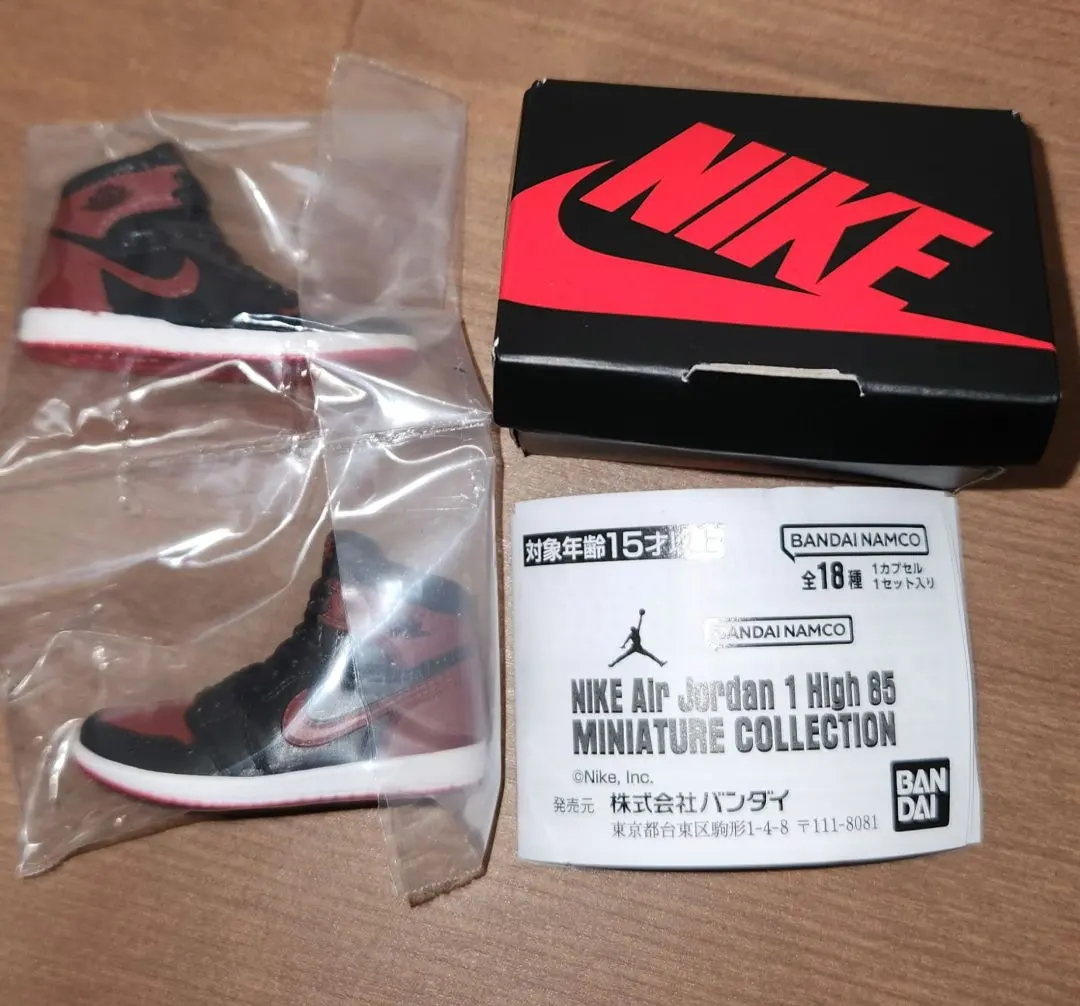 NIKE
対象年齢15才以上
BANDAI NAMCO
全18種
1カプセル
1セット入り
BANDAI NAMCO
NIKE Air Jordan 1 High 85
MINIATURE COLLECTION
©Nike, Inc.
発売元 株式会社バンダイ
東京都台東区駒形1-4-8 〒111-8081
BAN
DAI